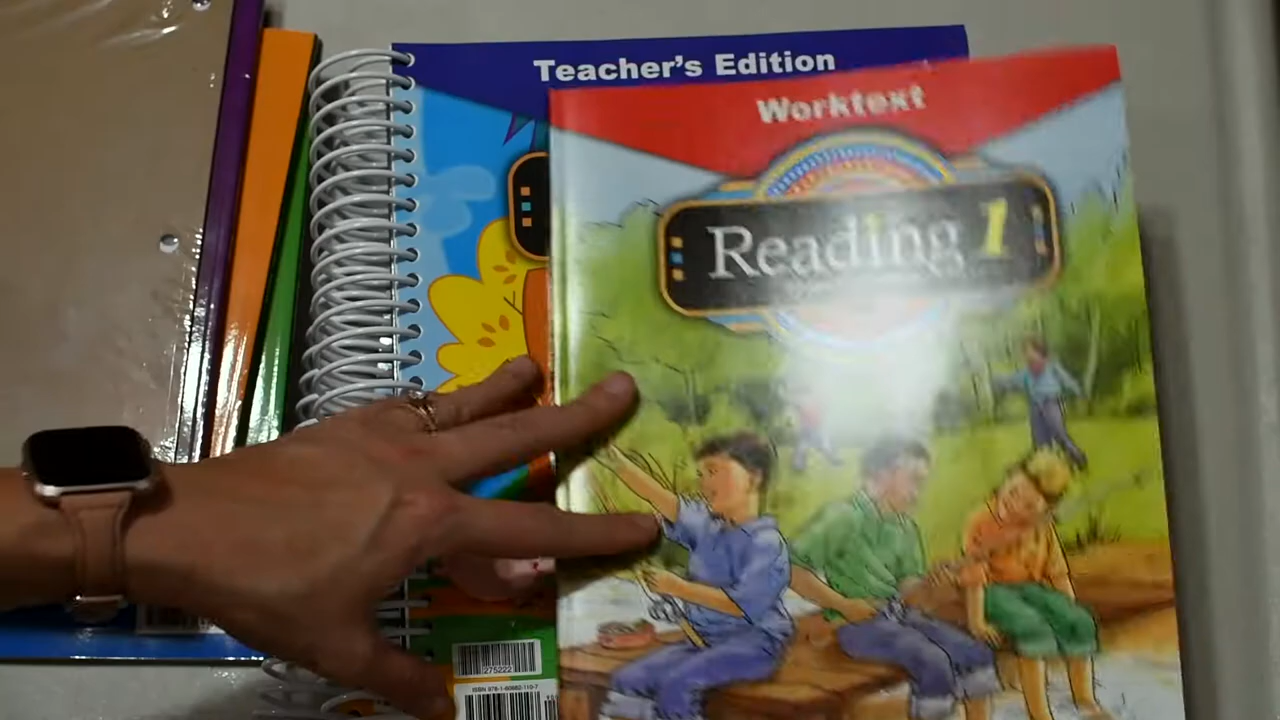 Teacher's Edition
Worktext
Reading 1
275222
ISBN 978-1-60682-110-7